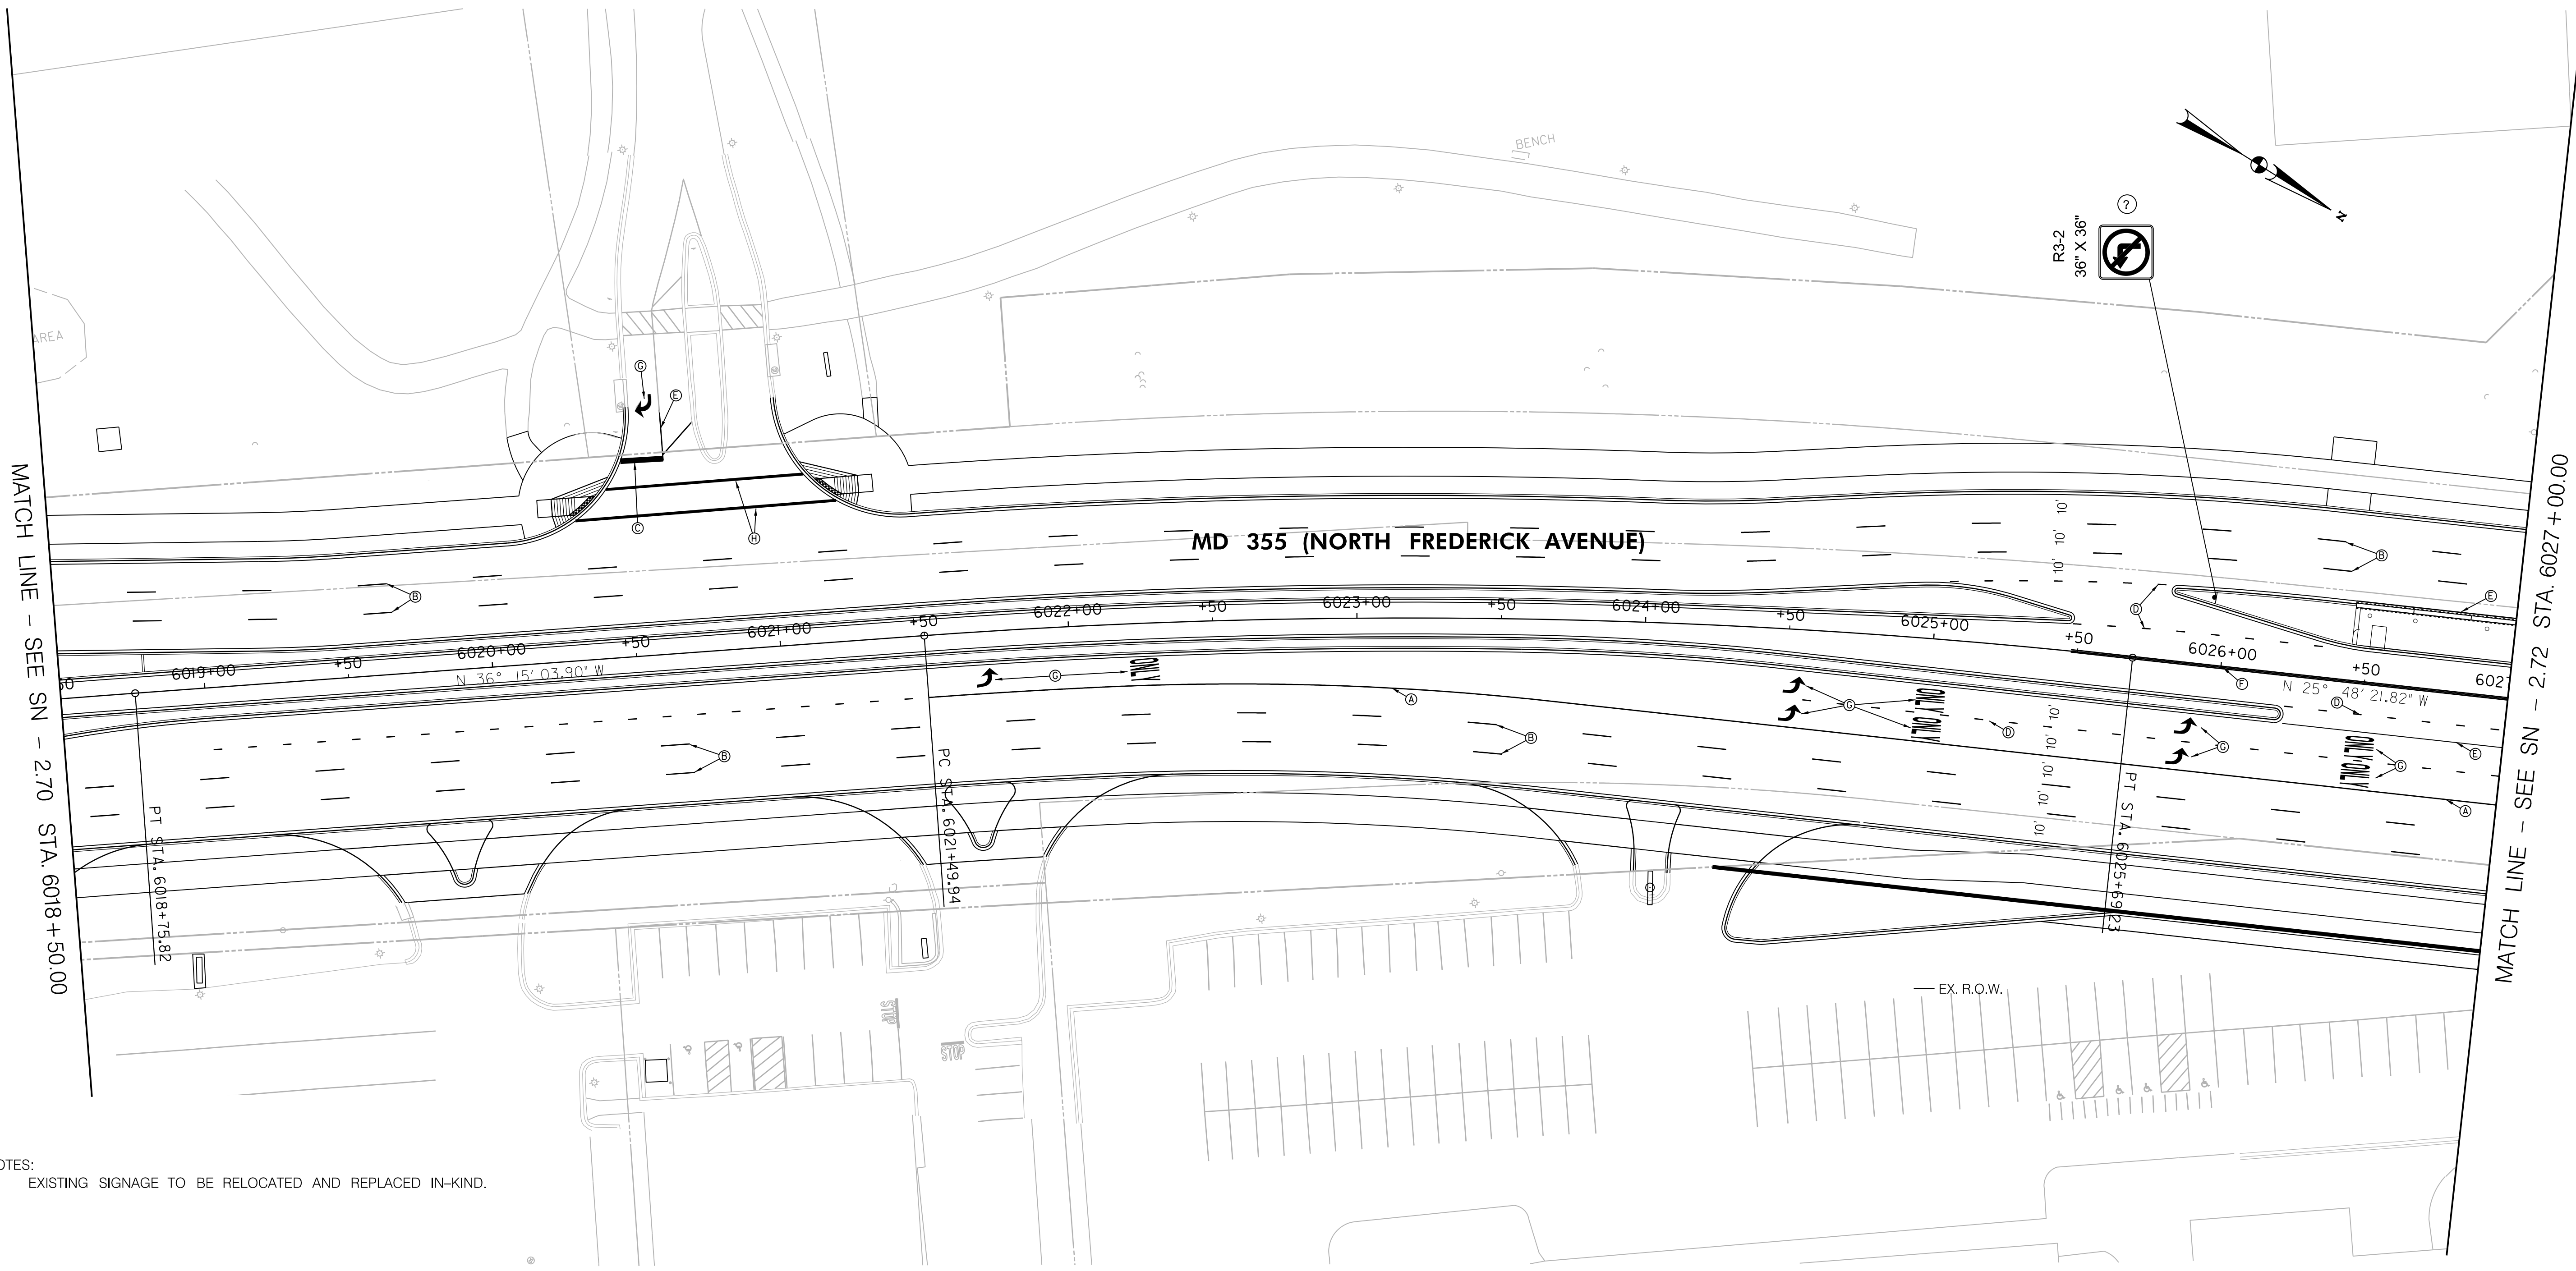 BENCH
R3-2
36" X 36"
?
N
AREA
G
E
C
H
MD 355 (NORTH FREDERICK AVENUE)
10'
10'
10'
B
B
D
E
MATCH LINE - SEE SN - 2.70 STA. 6018+50.00
50
6019+00
+50
6020+00
+50
6021+00
+50
6022+00
+50
6023+00
+50
6024+00
+50
6025+00
+50
6026+00
+50
6027
N 36° 15' 03.90" W
N 25° 48' 21.82" W
F
D
G
ONLY
A
G
ONLY ONLY
D
G
ONLY ONLY
G
E
A
B
B
10'
10'
10'
10'
10'
PT STA. 6018+75.82
PC STA. 6021+49.94
PT STA. 6025+69.23
MATCH LINE - SEE SN - 2.72 STA. 6027+00.00
EX. R.O.W.
STOP
STOP
OTES:
EXISTING SIGNAGE TO BE RELOCATED AND REPLACED IN-KIND.